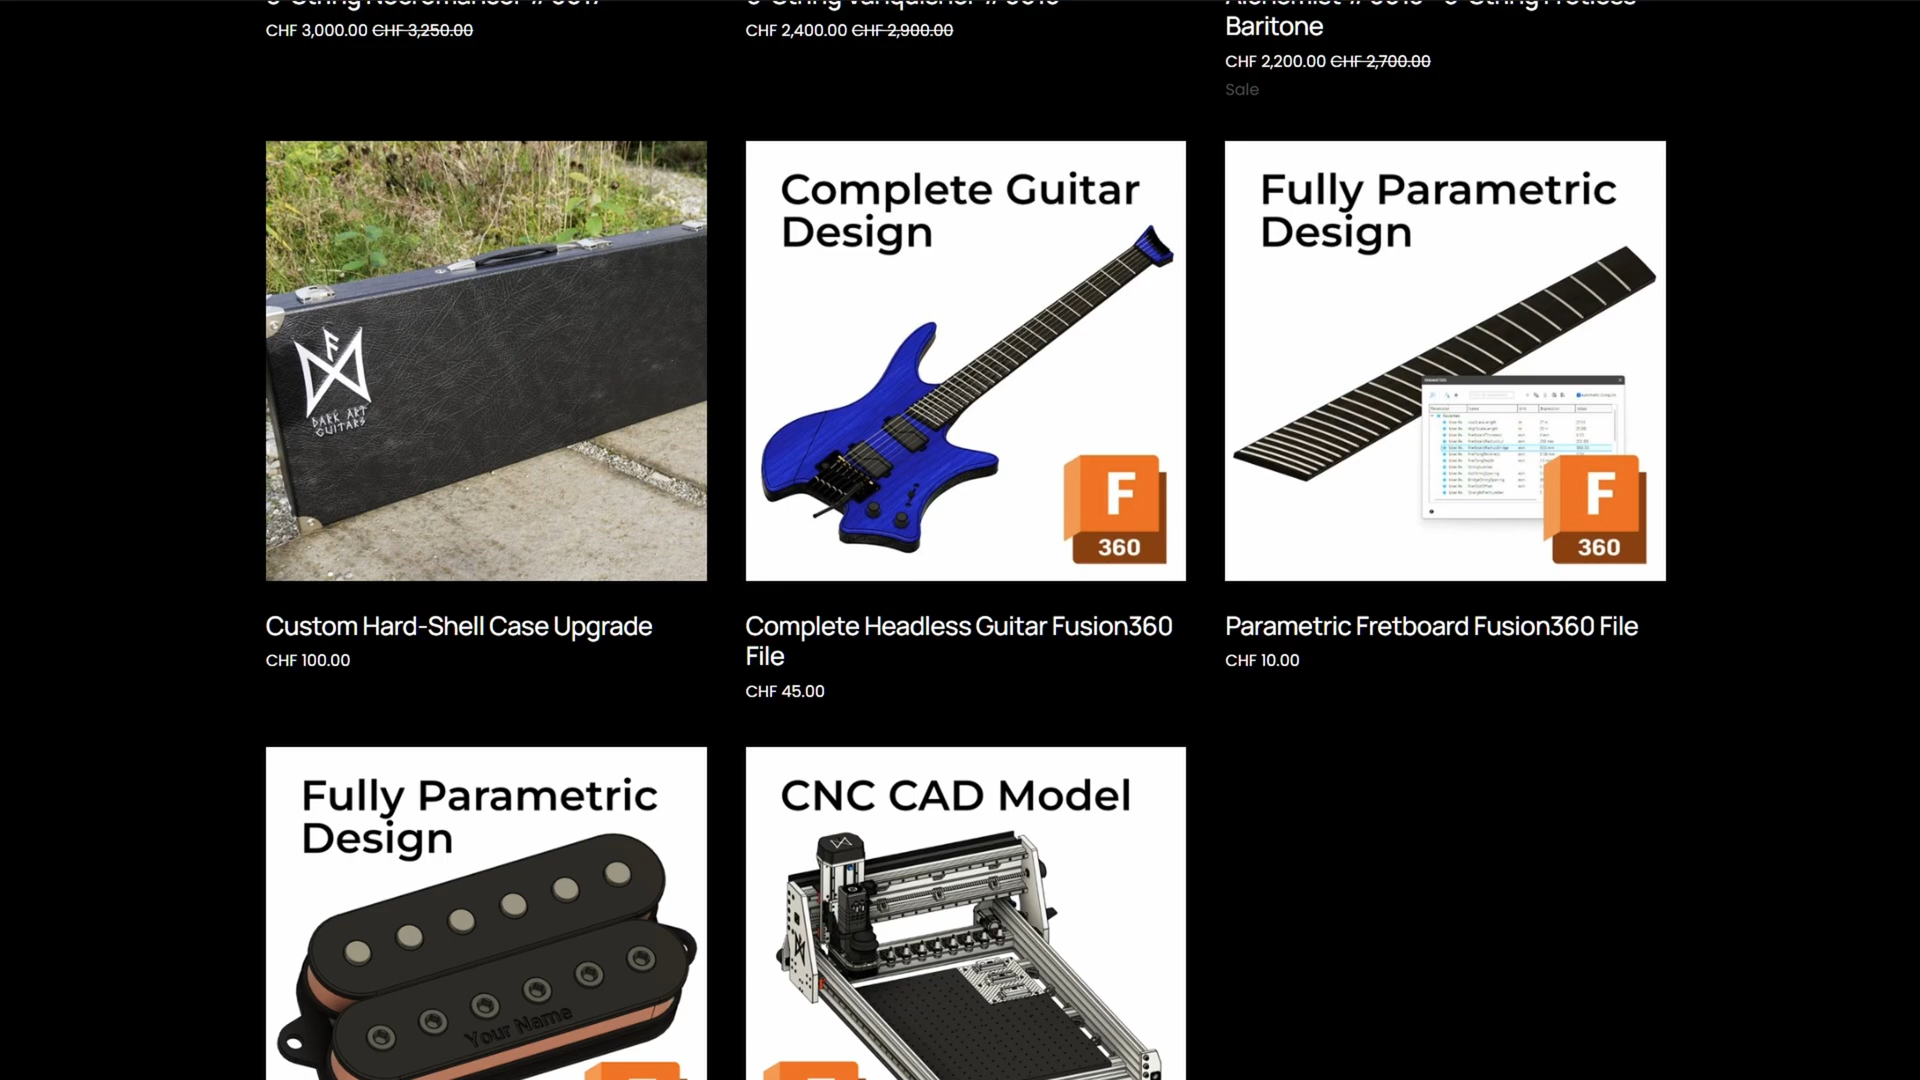 CHF 3,000.00 CHF 3,250.00
CHF 2,400.00 CHF 2,900.00
Baritone
CHF 2,200.00 CHF 2,700.00
Sale
DARK ART
GUITARS
Complete Guitar
Design
F
360
Fully Parametric
Design
F
360
Custom Hard-Shell Case Upgrade
CHF 100.00
Complete Headless Guitar Fusion360
File
CHF 45.00
Parametric Fretboard Fusion360 File
CHF 10.00
Fully Parametric
Design
Your Name
CNC CAD Model